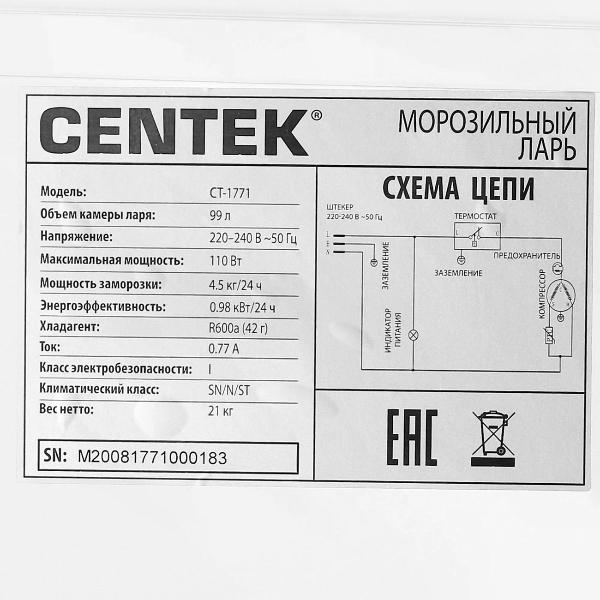 CENTEK®
МОРОЗИЛЬНЫЙ
ЛАРЬ
Модель: CT-1771
Объем камеры ларя: 99 л
Напряжение: 220–240 В ~50 Гц
Максимальная мощность: 110 Вт
Мощность заморозки: 4.5 кг/24 ч
Энергоэффективность: 0.98 кВт/24 ч
Хладагент: R600a (42 г)
Ток: 0.77 А
Класс электробезопасности: I
Климатический класс: SN/N/ST
Вес нетто: 21 кг
SN: M20081771000183
СХЕМА ЦЕПИ
ШТЕКЕР
220-240 В ~50 Гц
ТЕРМОСТАТ
L C
L
E
N
ЗАЗЕМЛЕНИЕ
ЗАЗЕМЛЕНИЕ
ПРЕДОХРАНИТЕЛЬ
КОМПРЕССОР
PTC
ИНДИКАТОР
ПИТАНИЯ
EAC